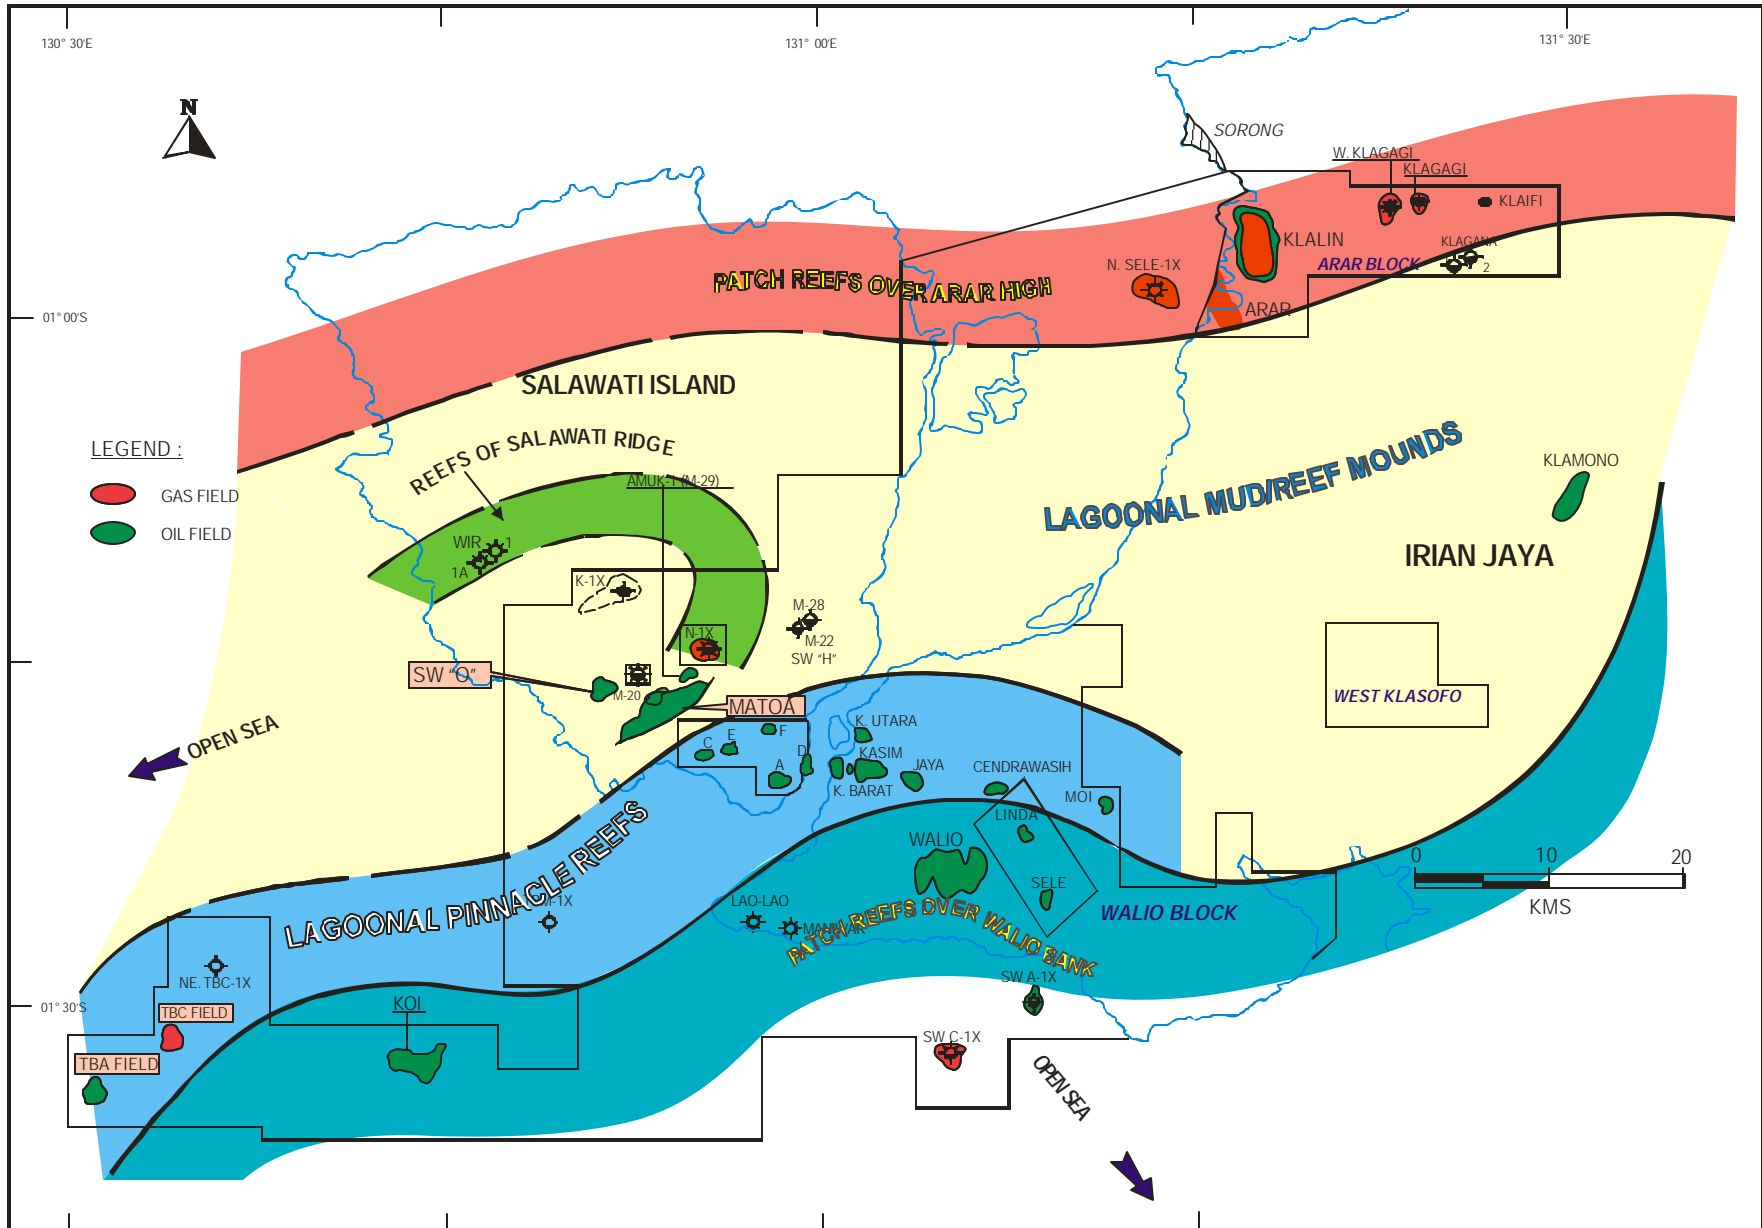 130° 30'E
131° 00'E
131° 30'E
N
SORONG
W. KLAGAGI
KLAGAGI
KLAIFI
KLALIN
KLAGANA
2
ARAR BLOCK
N. SELE-1X
PATCH REEFS OVER ARAR HIGH
ARAR
01° 00'S
SALAWATI ISLAND
LEGEND :
GAS FIELD
OIL FIELD
REEFS OF SALAWATI RIDGE
AMUK-1 (M-29)
LAGOONAL MUD/REEF MOUNDS
KLAMONO
IRIAN JAYA
WIR
1
1A
K-1X
M-28
M-22
SW "H"
N-1X
SW "O"
M-20
MATOA
WEST KLASOFO
OPEN SEA
C
E
F
A
D
K. UTARA
KASIM
K. BARAT
JAYA
CENDRAWASIH
MOI
LINDA
WALIO
SELE
WALIO BLOCK
0
10
20
KMS
LAGOONAL PINNACLE REEFS
LAO-LAO
PATCH REEFS OVER WALIO BANK
NE. TBC-1X
SW A-1X
01° 30'S
TBC FIELD
KOI
SW C-1X
TBA FIELD
OPEN SEA